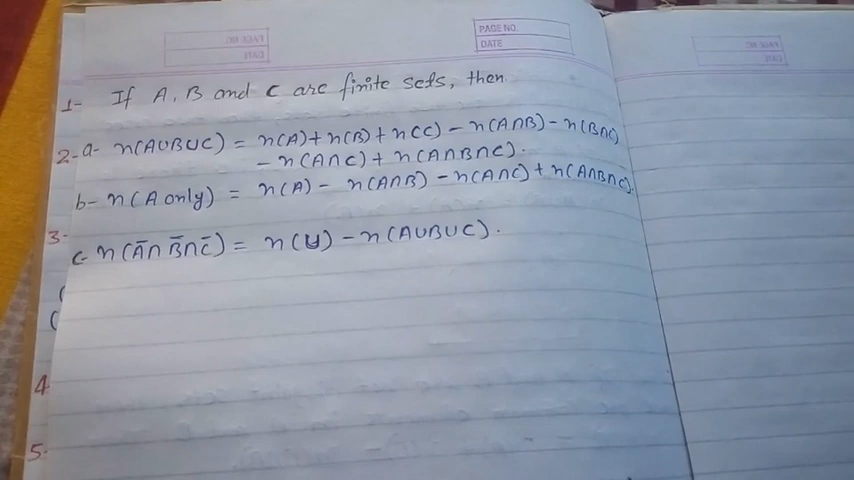 PAGE NO.
DATE
1- If A, B and C are finite sets, then
2- a- n(A∪B∪C) = n(A) + n(B) + n(C) - n(A∩B) - n(B∩C)
- n(A∩C) + n(A∩B∩C).
b- n(A only) = n(A) - n(A∩B) - n(A∩C) + n(A∩B∩C).
3-
c- n(A̅∩B̅∩C̅) = n(U) - n(A∪B∪C).
(
(
4
5-